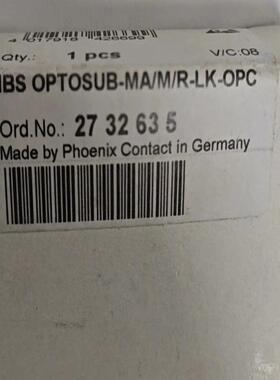 Qty.: 1 pcs V/C:08
IBS OPTOSUB-MA/M/R-LK-OPC
Ord.No.: 27 32 63 5
Made by Phoenix Contact in Germany